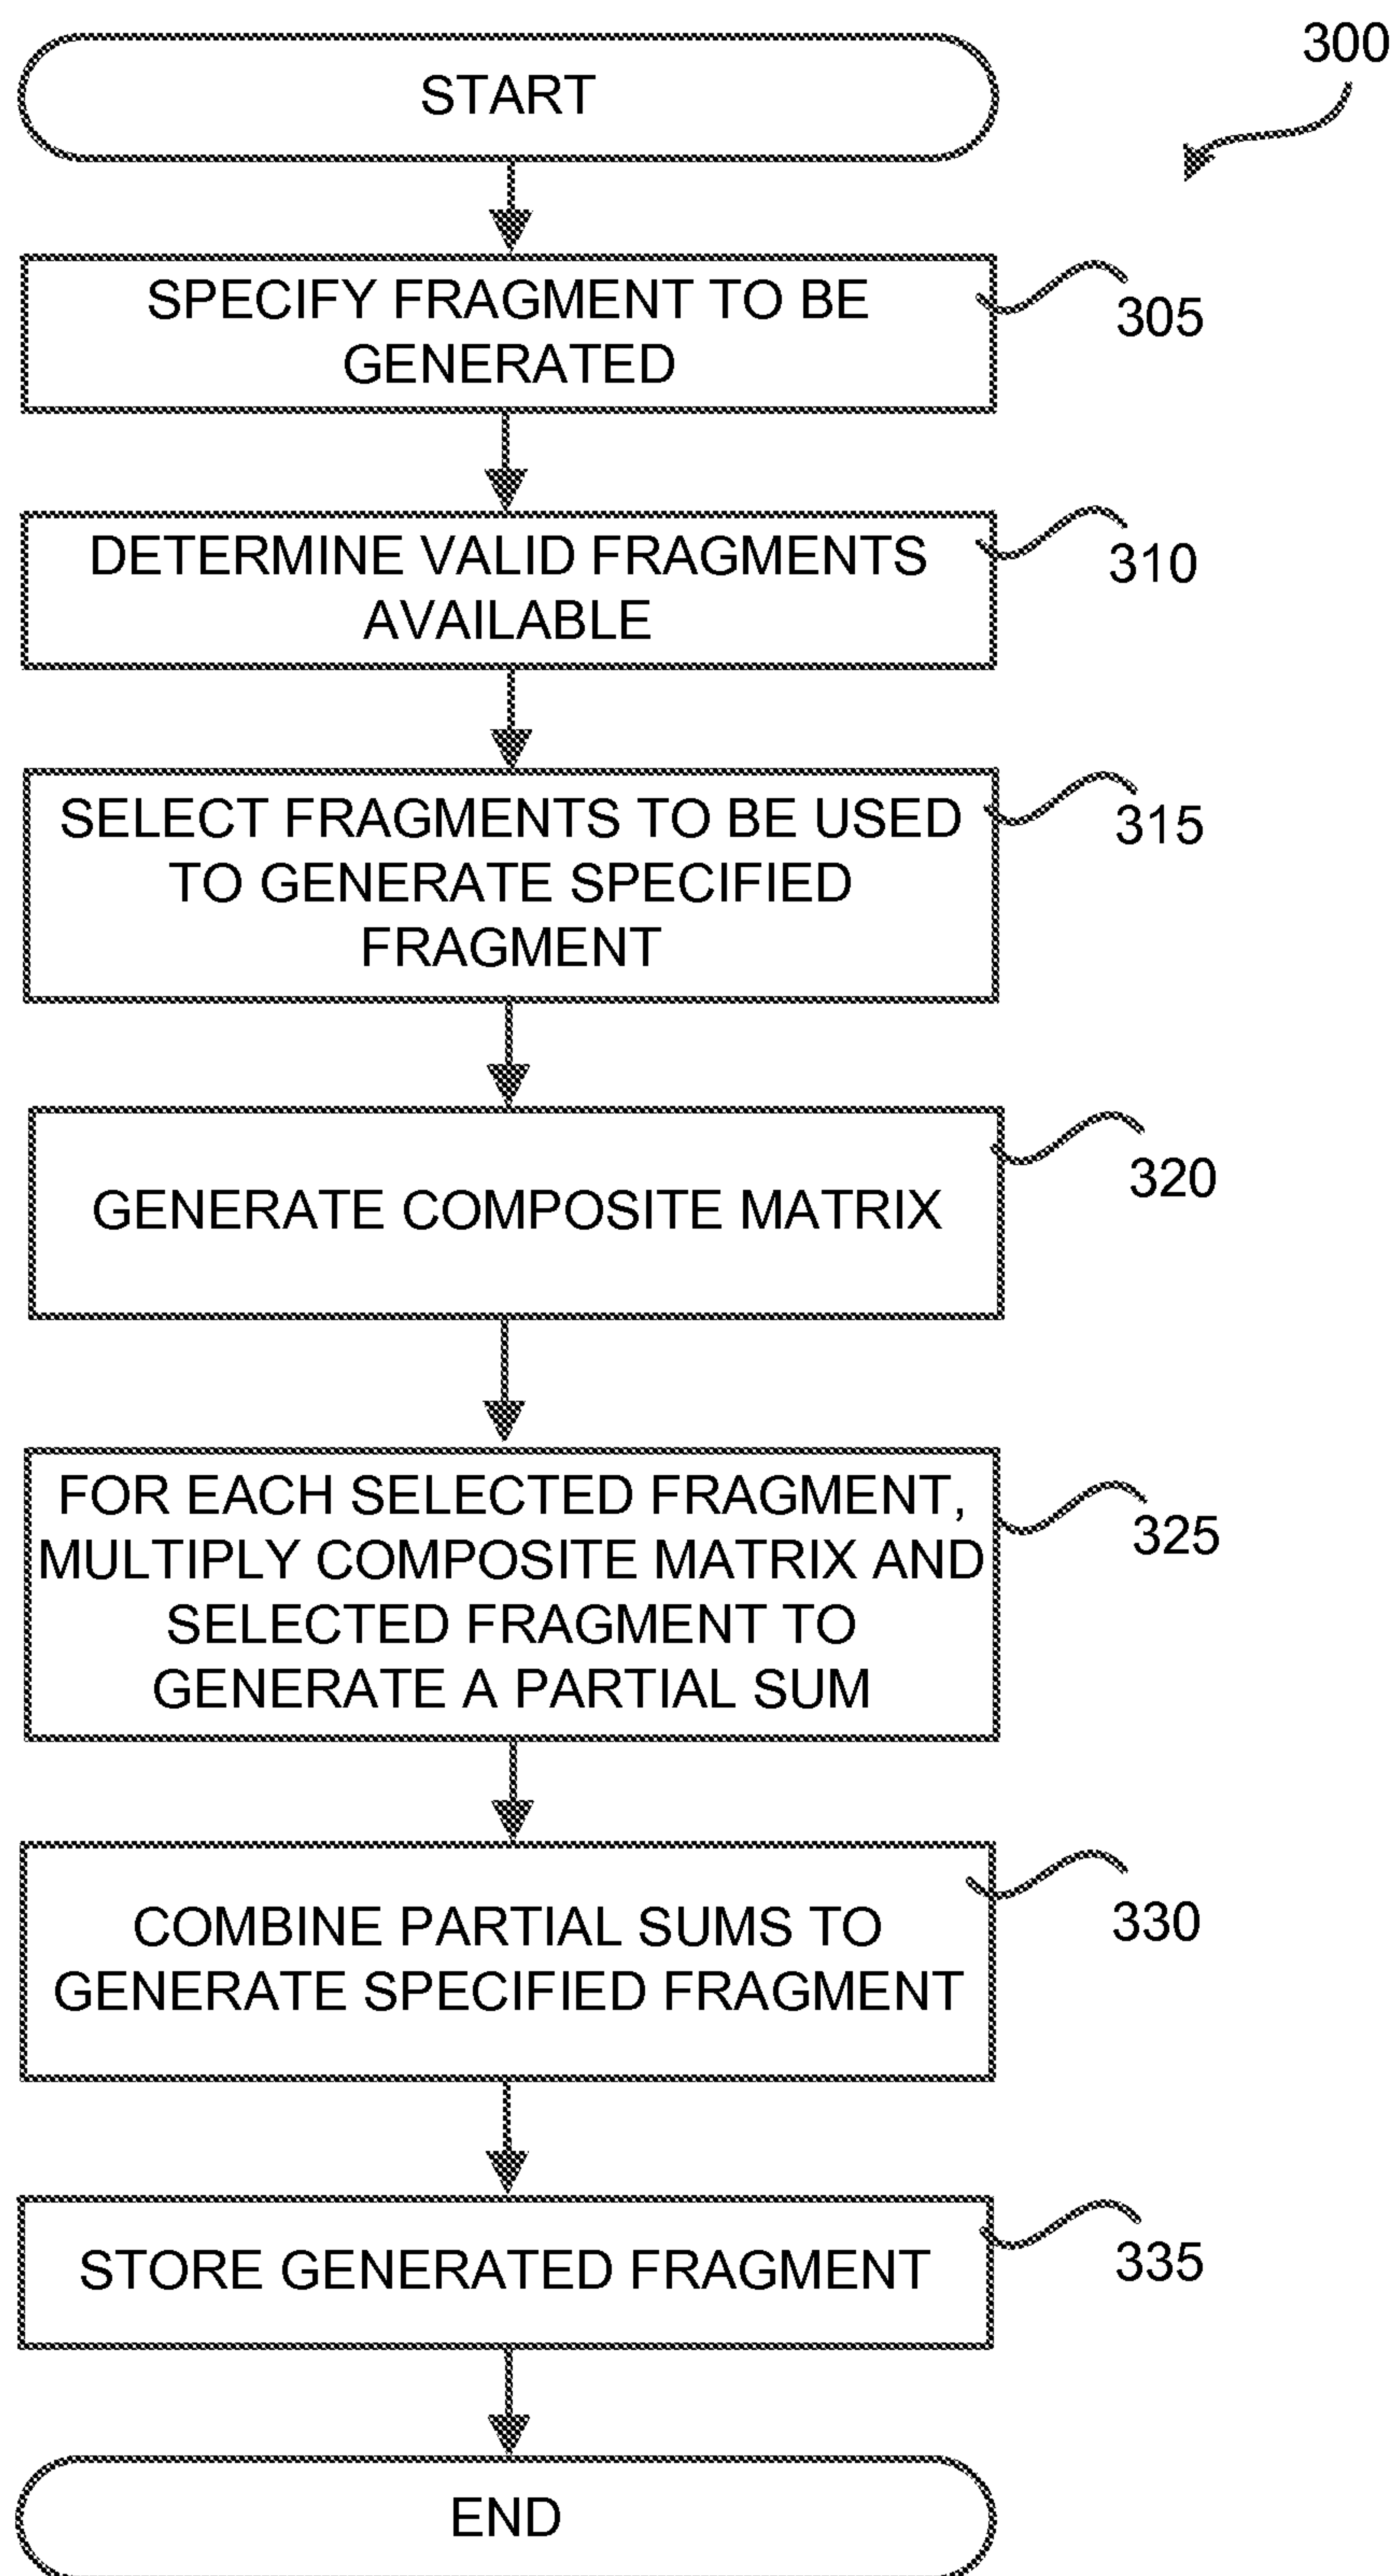 300
START
SPECIFY FRAGMENT TO BE
GENERATED
305
DETERMINE VALID FRAGMENTS
AVAILABLE
310
SELECT FRAGMENTS TO BE USED
TO GENERATE SPECIFIED
FRAGMENT
315
GENERATE COMPOSITE MATRIX
320
FOR EACH SELECTED FRAGMENT,
MULTIPLY COMPOSITE MATRIX AND
SELECTED FRAGMENT TO
GENERATE A PARTIAL SUM
325
COMBINE PARTIAL SUMS TO
GENERATE SPECIFIED FRAGMENT
330
STORE GENERATED FRAGMENT
335
END